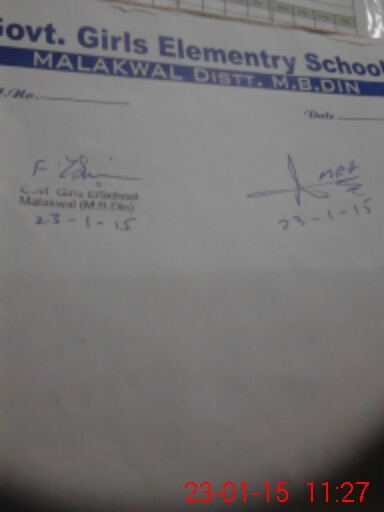 Govt. Girls Elementry School
MALAKWAL DISTT. M.B.DIN
Date
Govt. Girls E/School
Malakwal (M.B.Din)
23-1-15
23-1-15
23-01-15 11:27